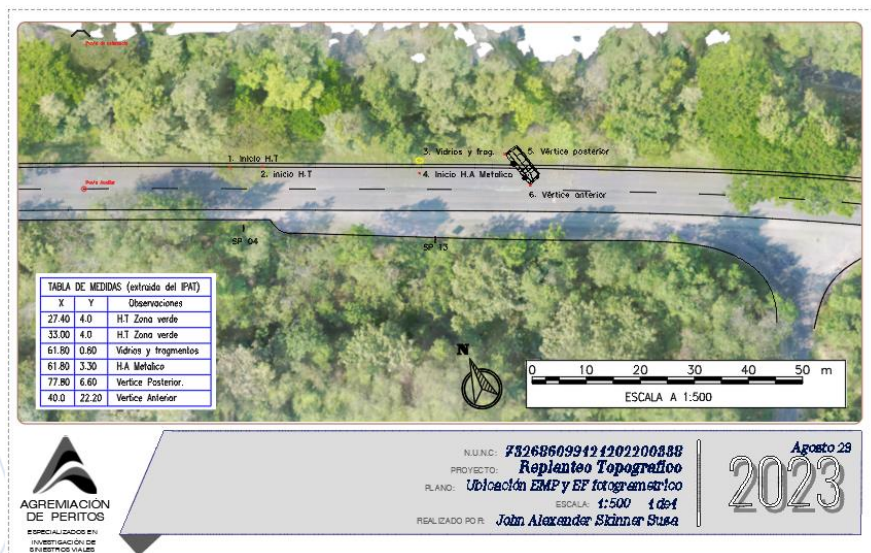 1. Inicio H.T
2. inicio H-T
3. Vidrios y frag.
4. Inicio H.A Metalico
5. Vértice posterior
6. Vértice anterior
SP 04
SP 13
TABLA DE MEDIDAS (extraida del IPAT)
X Y Observaciones
27.40 4.0 H.T Zona verde
33.00 4.0 H.T Zona verde
61.80 0.60 Vidrios y fragmentos
61.80 3.30 H.A Metalico
77.80 6.60 Vertice Posterior.
40.0 22.20 Vertice Anterior
N
0 10 20 30 40 50 m
ESCALA A 1:500
AGREMIACIÓN
DE PERITOS
ESPECIALIZADOS EN
INVESTIGACIÓN DE
SINIESTROS VIALES
N.U.N.C:
PROYECTO: Replanteo Topografico
PLANO: Ubicación EMP y EF fotogrametrico
ESCALA: 1:500 1 de4
REALIZADO POR: John Alexander Skinner Susa
Agosto 29
2023